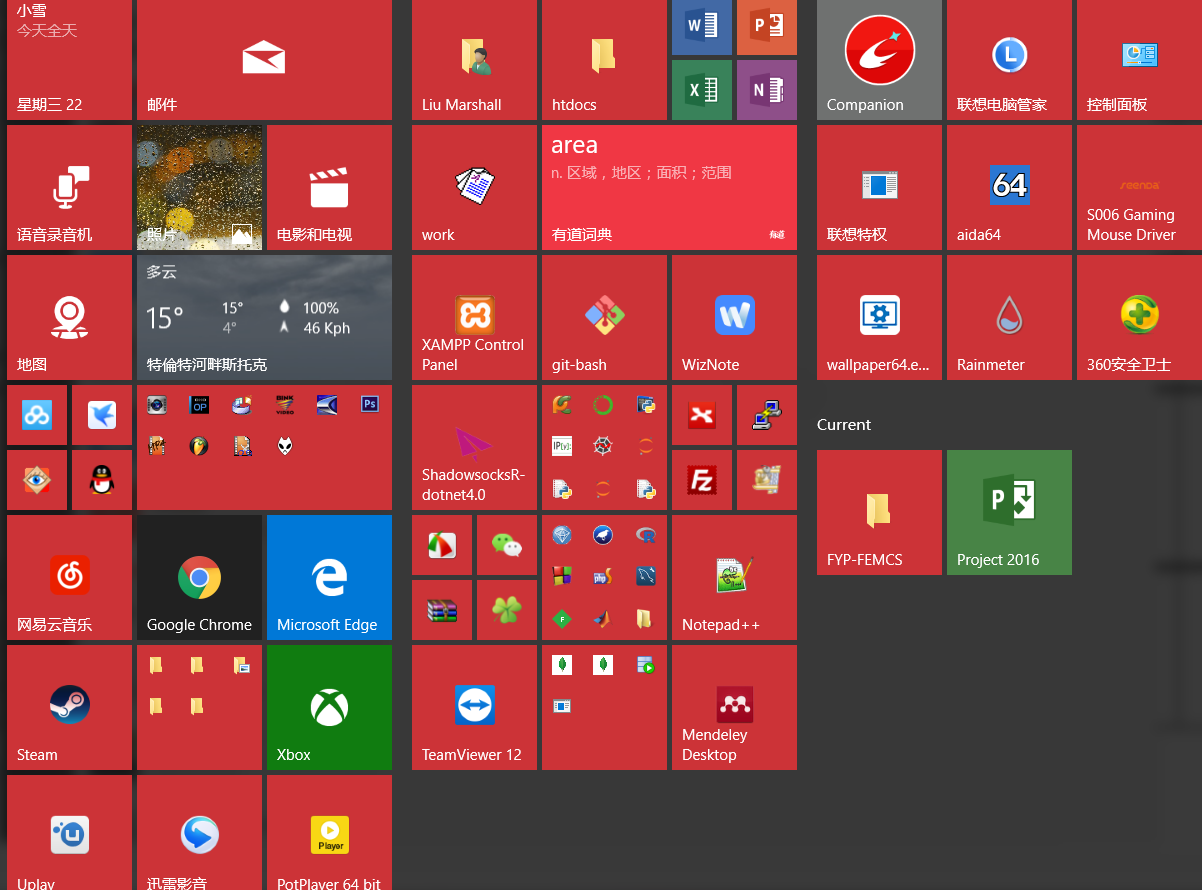 小雪
今天全天
星期三 22
邮件
Liu Marshall
htdocs
Companion
联想电脑管家
控制面板
语音录音机
照片
电影和电视
work
area
n. 区域，地区；面积；范围
有道词典
有道
联想特权
64
aida64
seenda
S006 Gaming
Mouse Driver
地图
多云
15°
15°
4°
100%
46 Kph
特倫特河畔斯托克
XAMPP Control
Panel
git-bash
WizNote
wallpaper64.e...
Rainmeter
360安全卫士
Ps
ShadowsocksR-
dotnet4.0
IP[y]:
Fz
Current
FYP-FEMCS
Project 2016
网易云音乐
Google Chrome
Microsoft Edge
Notepad++
Steam
Xbox
TeamViewer 12
Mendeley
Desktop
Uplay
迅雷影音
Player
PotPlayer 64 bit